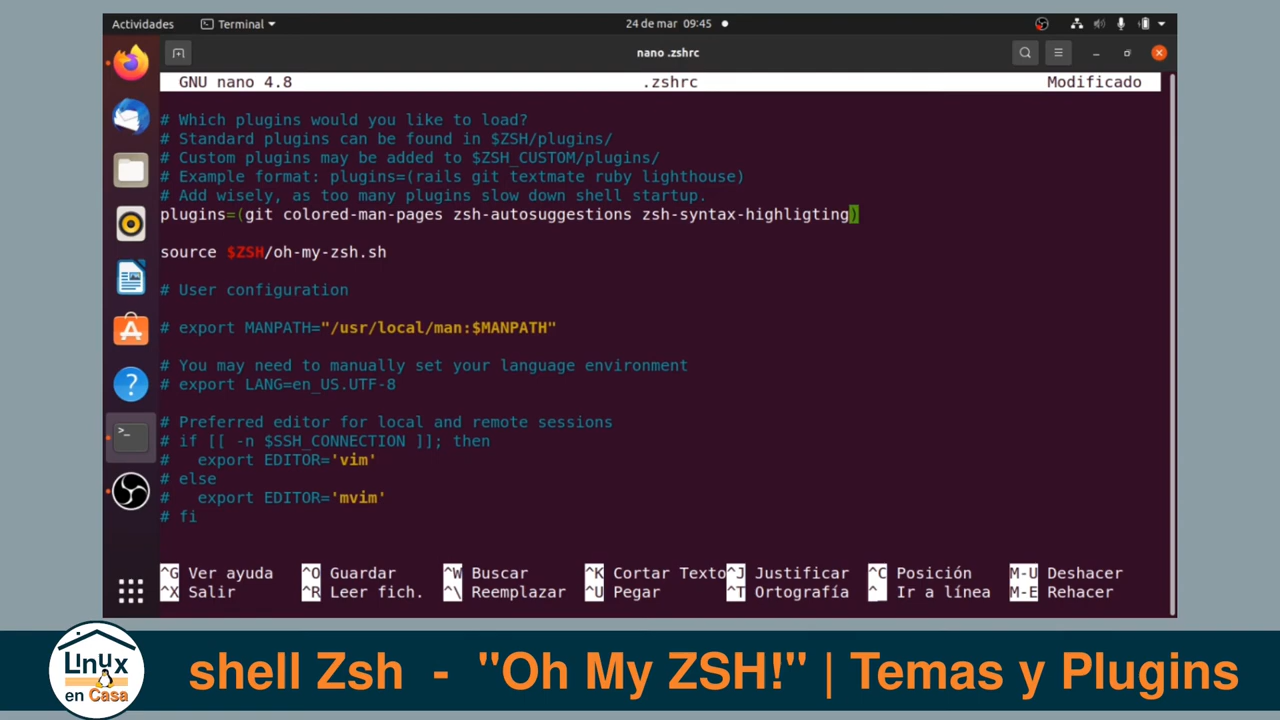 Actividades Terminal 24 de mar 09:45
nano .zshrc
GNU nano 4.8 .zshrc Modificado
# Which plugins would you like to load?
# Standard plugins can be found in $ZSH/plugins/
# Custom plugins may be added to $ZSH_CUSTOM/plugins/
# Example format: plugins=(rails git textmate ruby lighthouse)
# Add wisely, as too many plugins slow down shell startup.
plugins=(git colored-man-pages zsh-autosuggestions zsh-syntax-highligting)
source $ZSH/oh-my-zsh.sh
# User configuration
# export MANPATH="/usr/local/man:$MANPATH"
# You may need to manually set your language environment
# export LANG=en_US.UTF-8
# Preferred editor for local and remote sessions
# if [[ -n $SSH_CONNECTION ]]; then
#   export EDITOR='vim'
# else
#   export EDITOR='mvim'
# fi
^G Ver ayuda ^O Guardar ^W Buscar ^K Cortar Texto ^J Justificar ^C Posición M-U Deshacer
^X Salir ^R Leer fich. ^\ Reemplazar ^U Pegar ^T Ortografía ^_ Ir a línea M-E Rehacer
Linux
en Casa
shell Zsh - "Oh My ZSH!" | Temas y Plugins